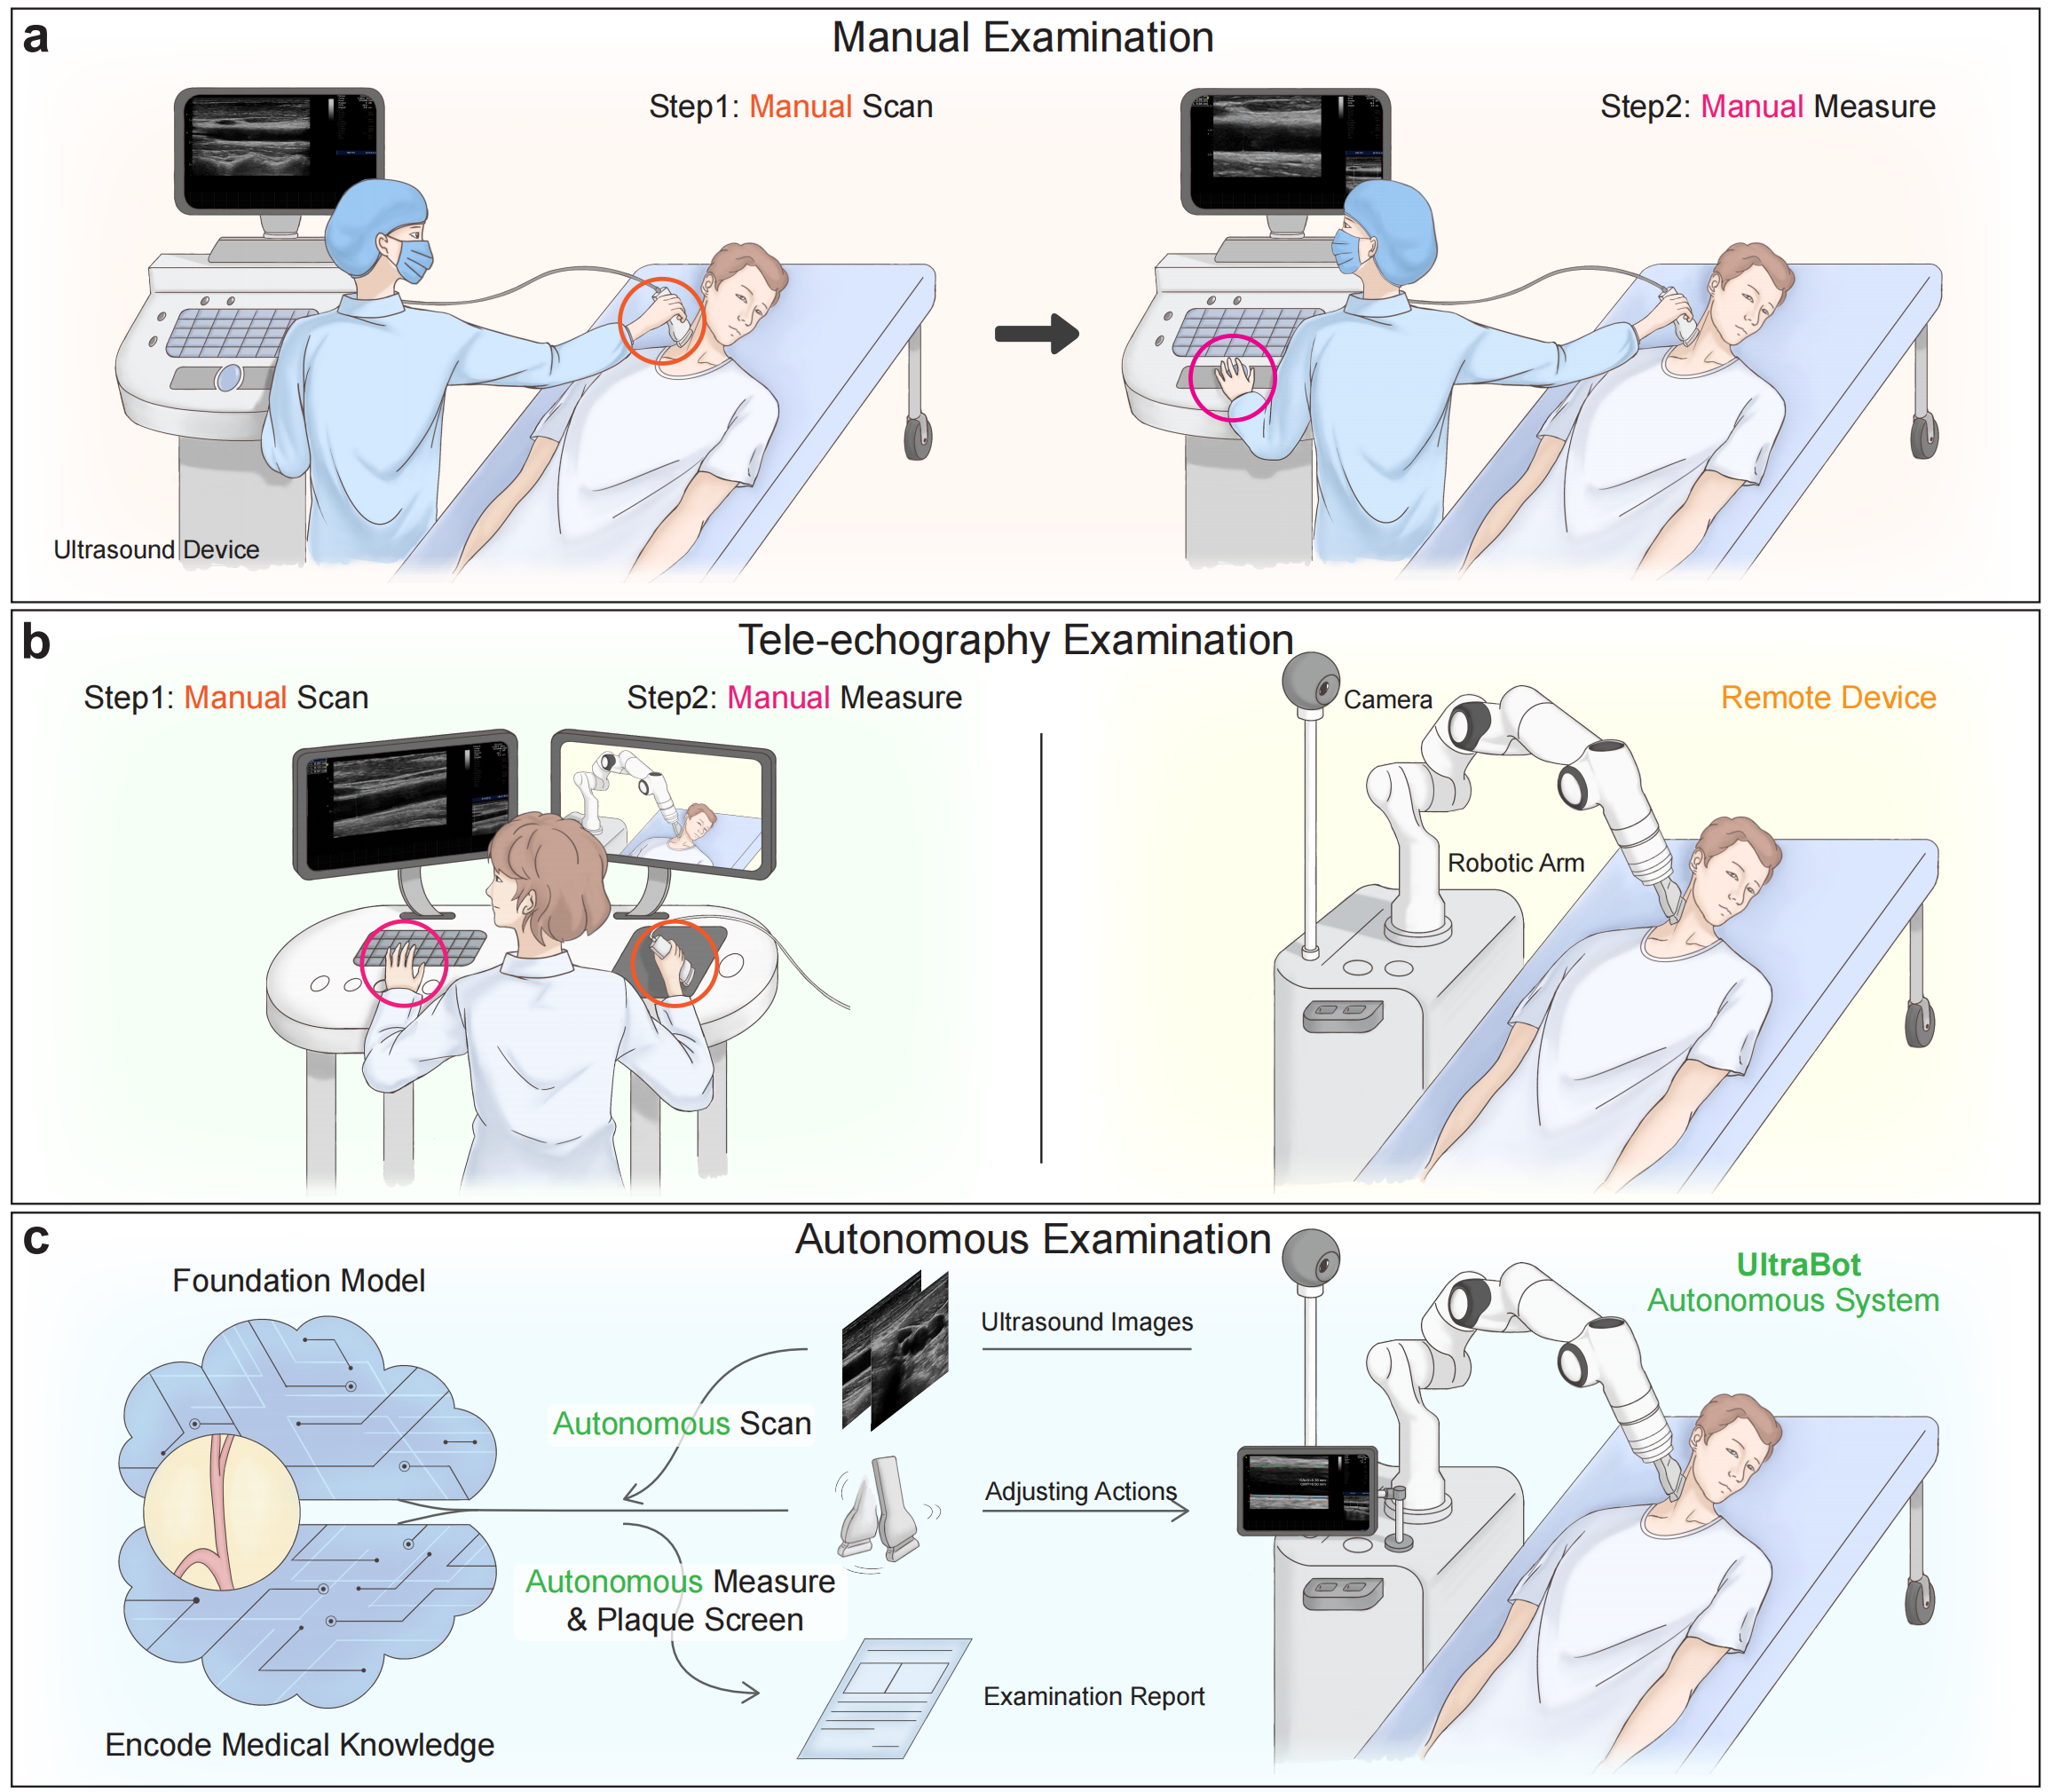 a
Manual Examination
Step1: Manual Scan
Step2: Manual Measure
Ultrasound Device
b
Tele-echography Examination
Step1: Manual Scan
Step2: Manual Measure
Camera
Remote Device
Robotic Arm
c
Autonomous Examination
Foundation Model
UltraBot
Autonomous System
Ultrasound Images
Autonomous Scan
Adjusting Actions
Autonomous Measure
& Plaque Screen
Examination Report
Encode Medical Knowledge